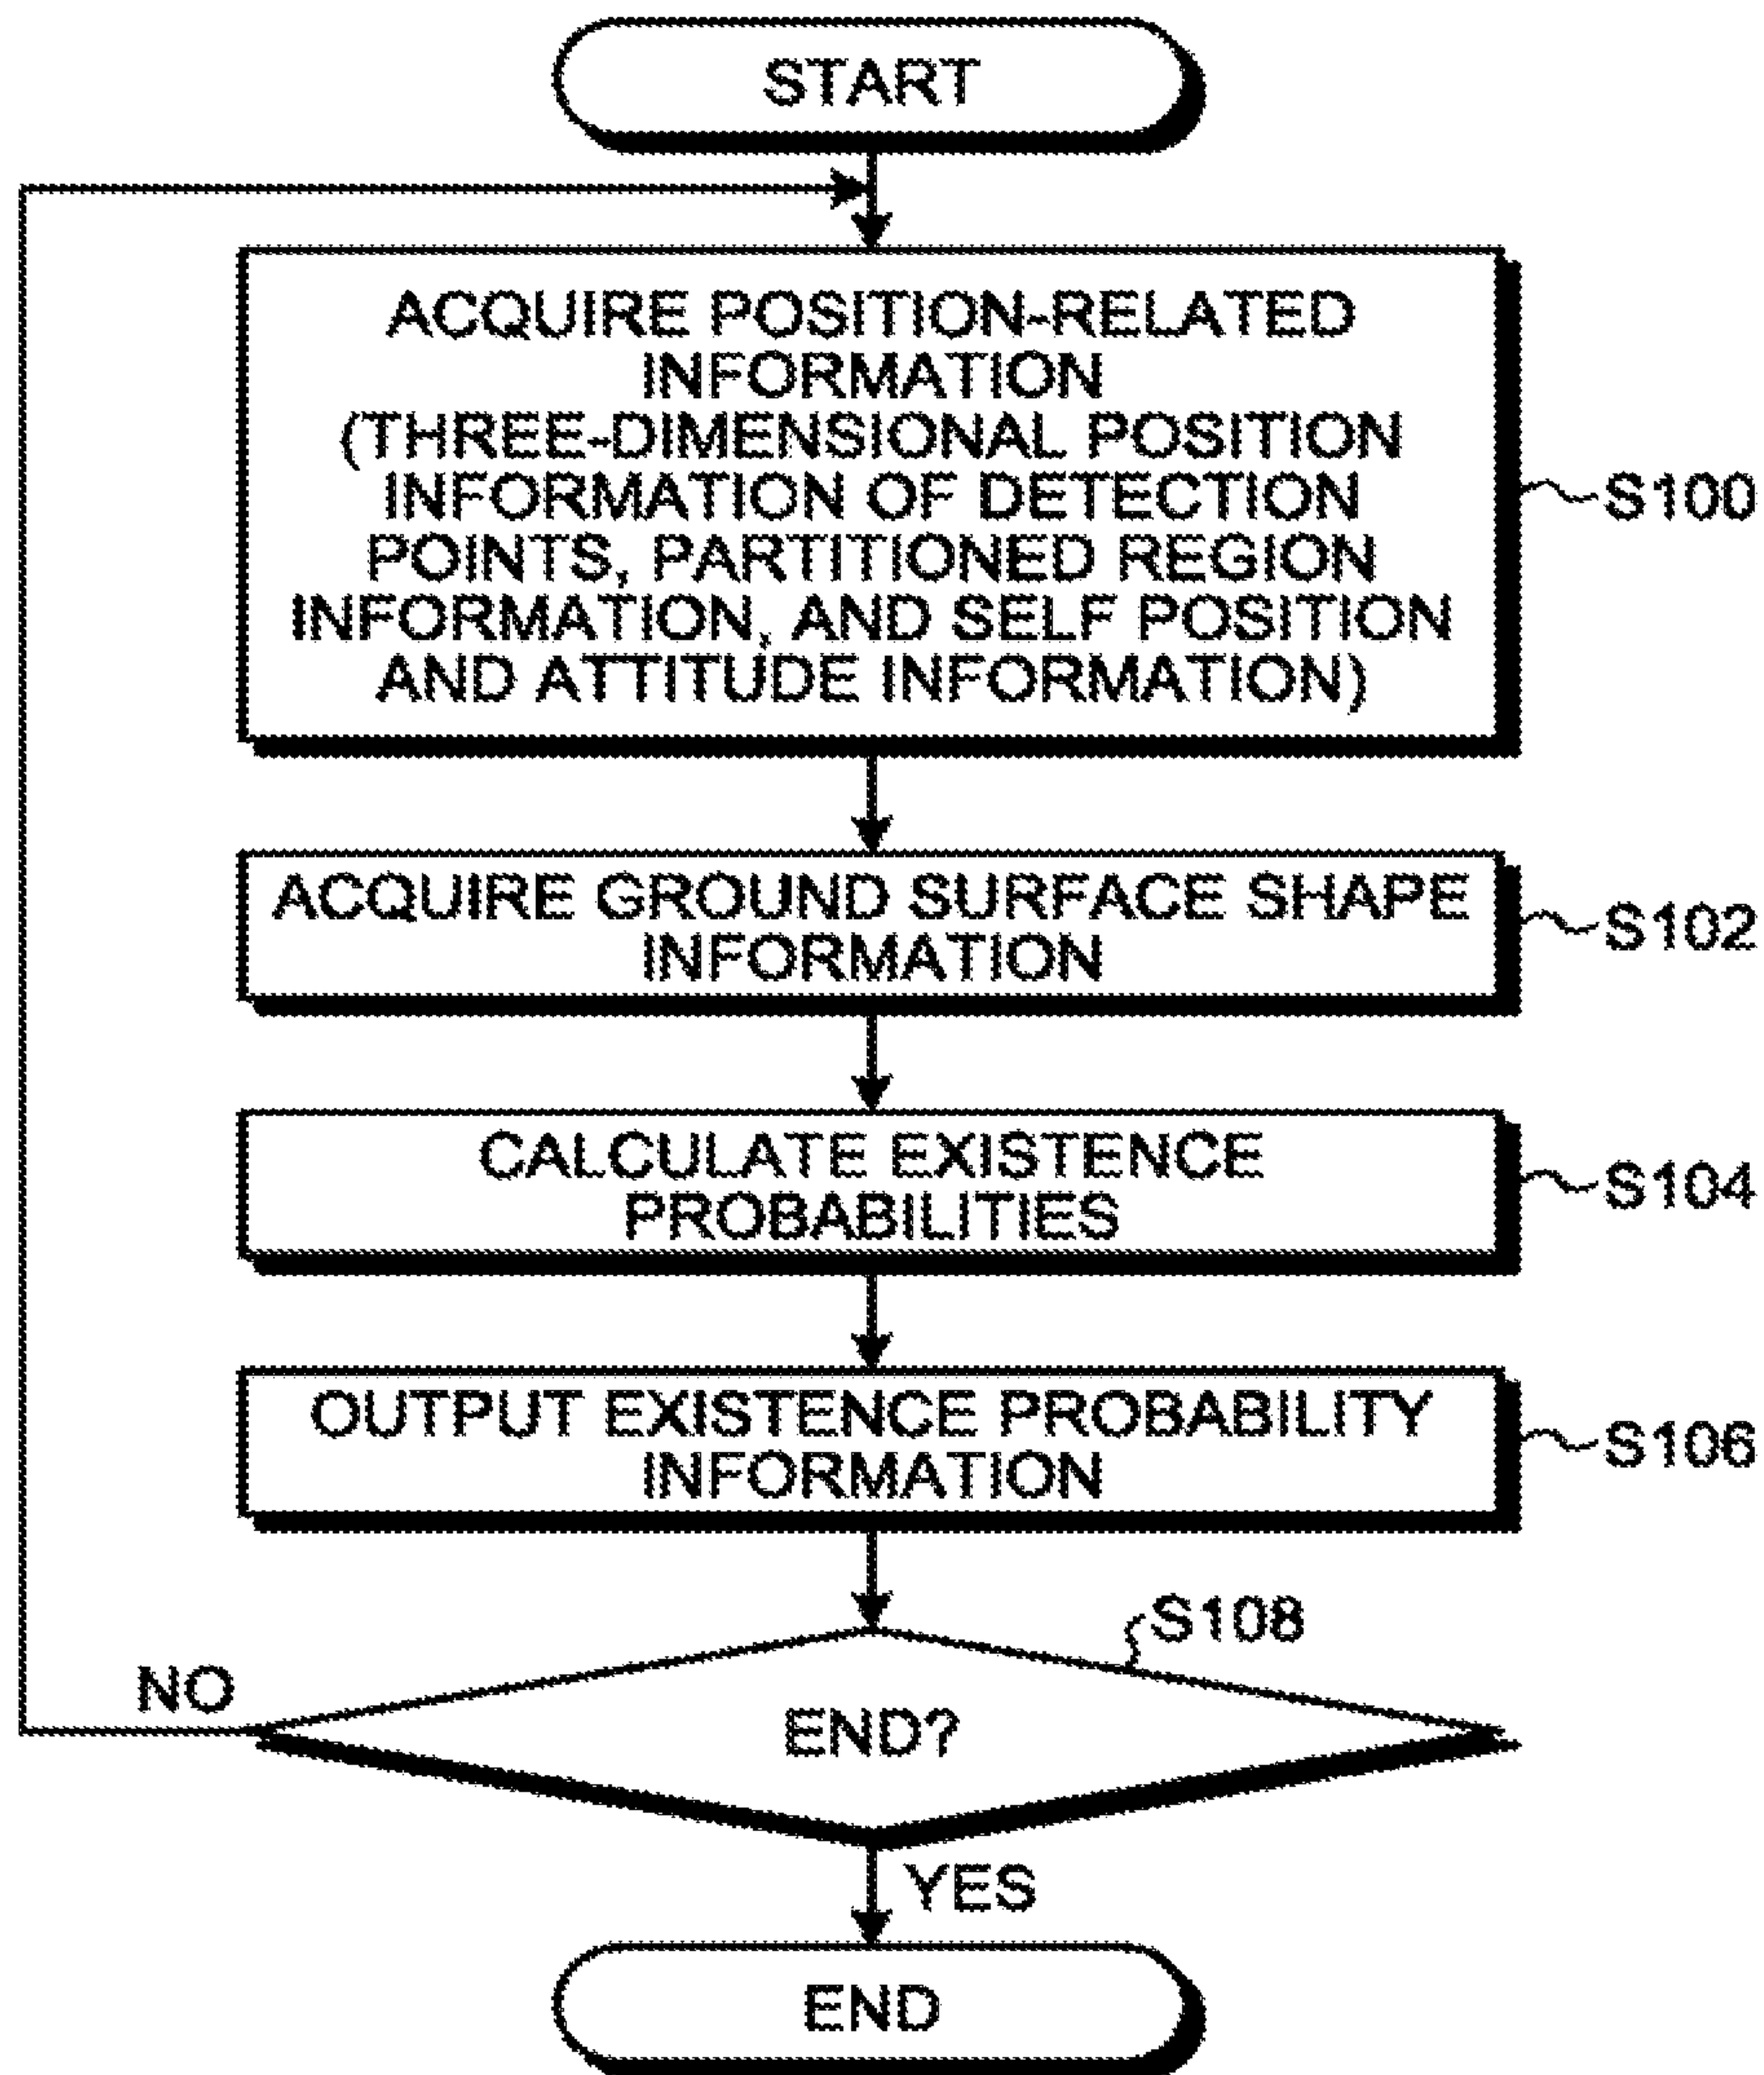 START
ACQUIRE POSITION-RELATED
INFORMATION
(THREE-DIMENSIONAL POSITION
INFORMATION OF DETECTION
POINTS, PARTITIONED REGION
INFORMATION, AND SELF POSITION
AND ATTITUDE INFORMATION)
S100
ACQUIRE GROUND SURFACE SHAPE
INFORMATION
S102
CALCULATE EXISTENCE
PROBABILITIES
S104
OUTPUT EXISTENCE PROBABILITY
INFORMATION
S106
S108
NO
END?
YES
END